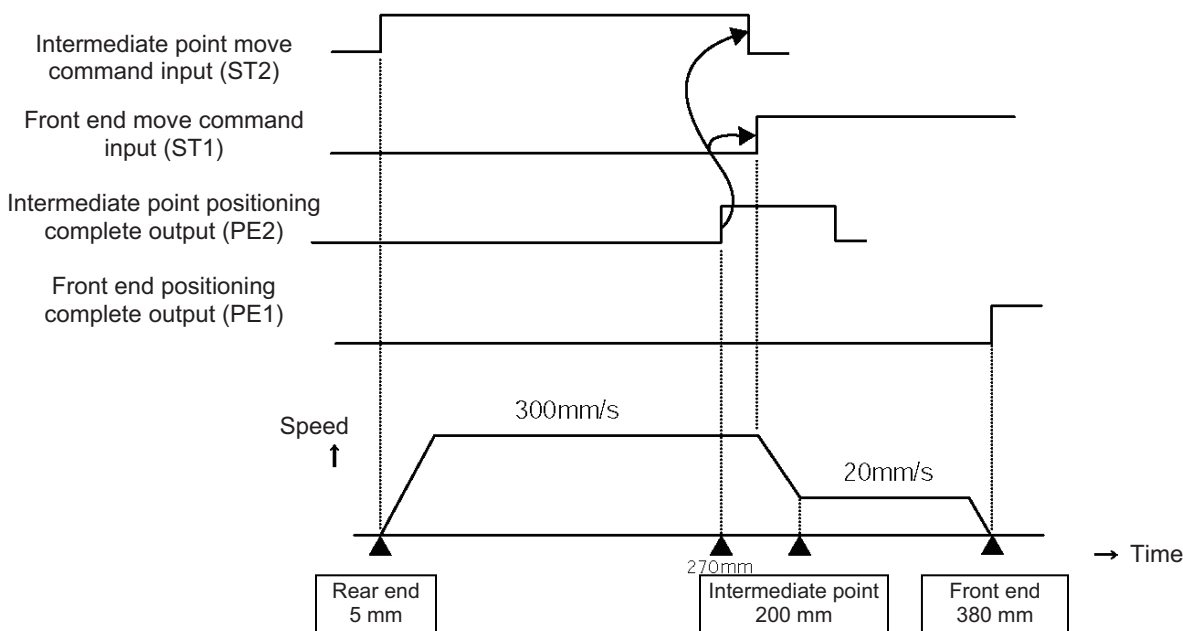 Intermediate point move
command input (ST2)
Front end move command
input (ST1)
Intermediate point positioning
complete output (PE2)
Front end positioning
complete output (PE1)
Speed
↑
300mm/s
20mm/s
→ Time
270mm
Rear end
5 mm
Intermediate point
200 mm
Front end
380 mm